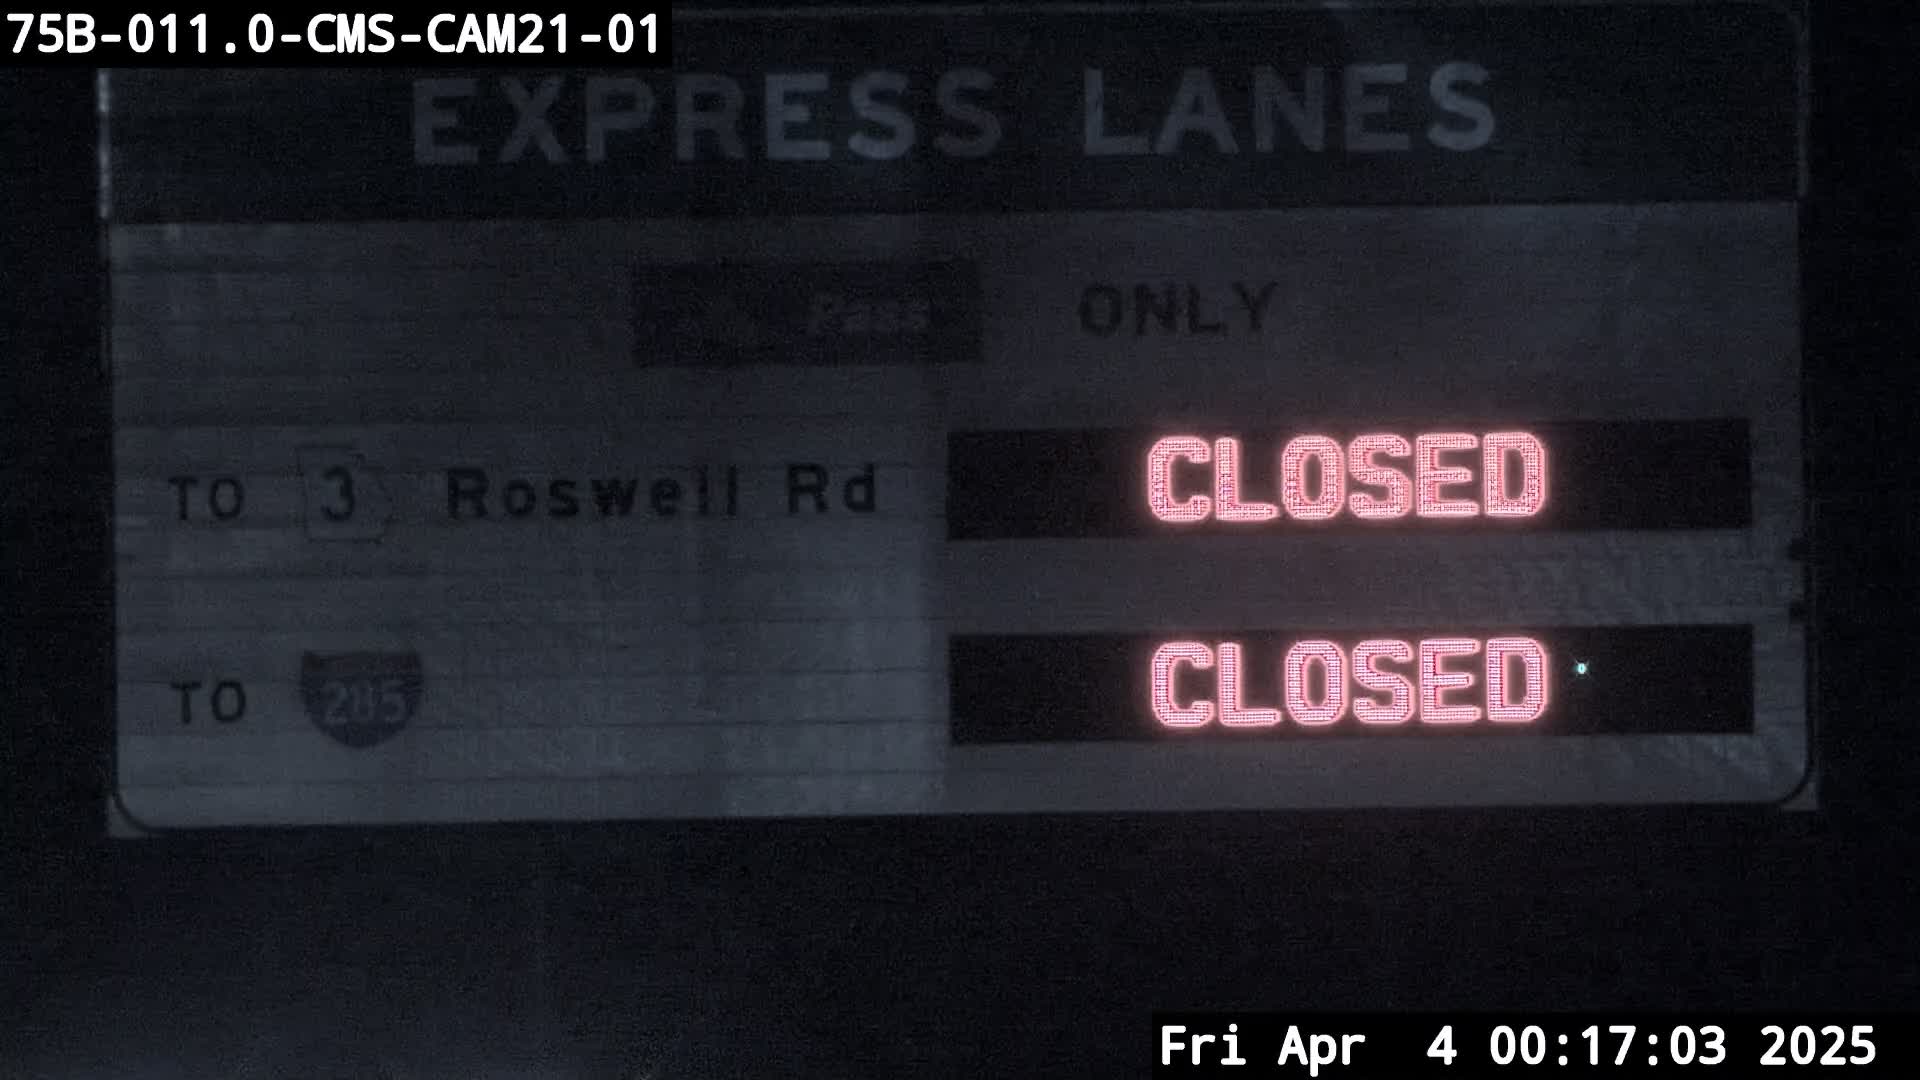 75B-011.0-CMS-CAM21-01
EXPRESS LANES
Pass ONLY
TO 3 Roswell Rd CLOSED
TO 285 CLOSED
Fri Apr 4 00:17:03 2025